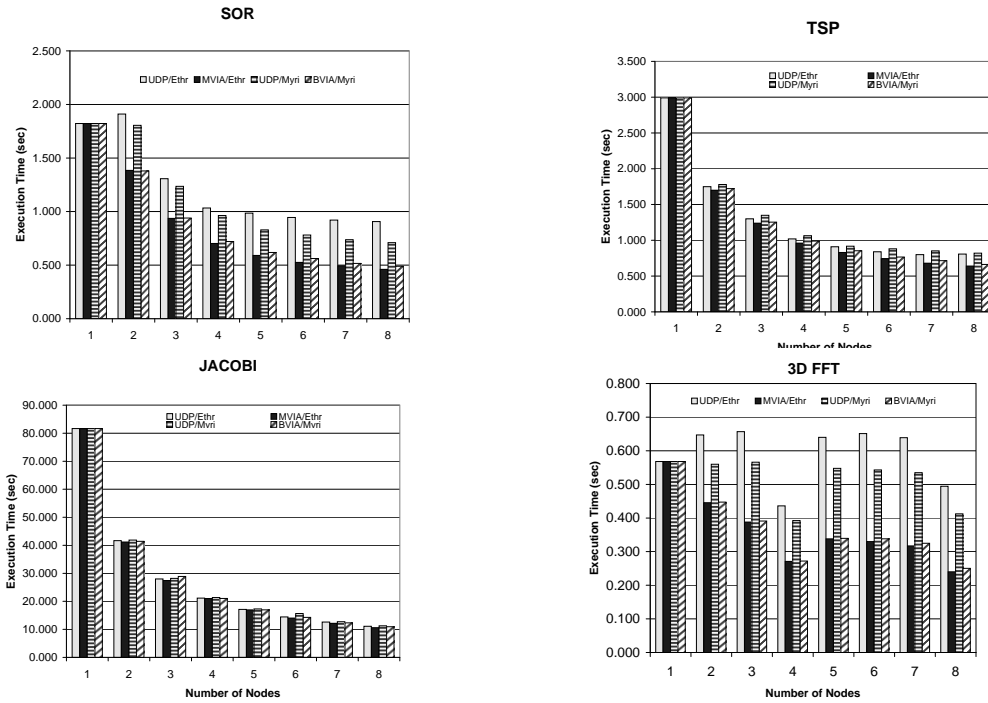 SOR
2.500
2.000
1.500
1.000
0.500
0.000
Execution Time (sec)
UDP/Ethr MVIA/Ethr UDP/Myri BVIA/Myri
1 2 3 4 5 6 7 8
TSP
3.500
3.000
2.500
2.000
1.500
1.000
0.500
0.000
Execution Time (sec)
UDP/Ethr MVIA/Ethr
UDP/Myri BVIA/Myri
1 2 3 4 5 6 7 8
Number of Nodes
JACOBI
90.000
80.000
70.000
60.000
50.000
40.000
30.000
20.000
10.000
0.000
Execution Time (sec)
UDP/Ethr MVIA/Ethr
UDP/Myri BVIA/Myri
1 2 3 4 5 6 7 8
Number of Nodes
3D FFT
0.800
0.700
0.600
0.500
0.400
0.300
0.200
0.100
0.000
Execution Time (sec)
UDP/Ethr MVIA/Ethr UDP/Myri BVIA/Myri
1 2 3 4 5 6 7 8
Number of Nodes